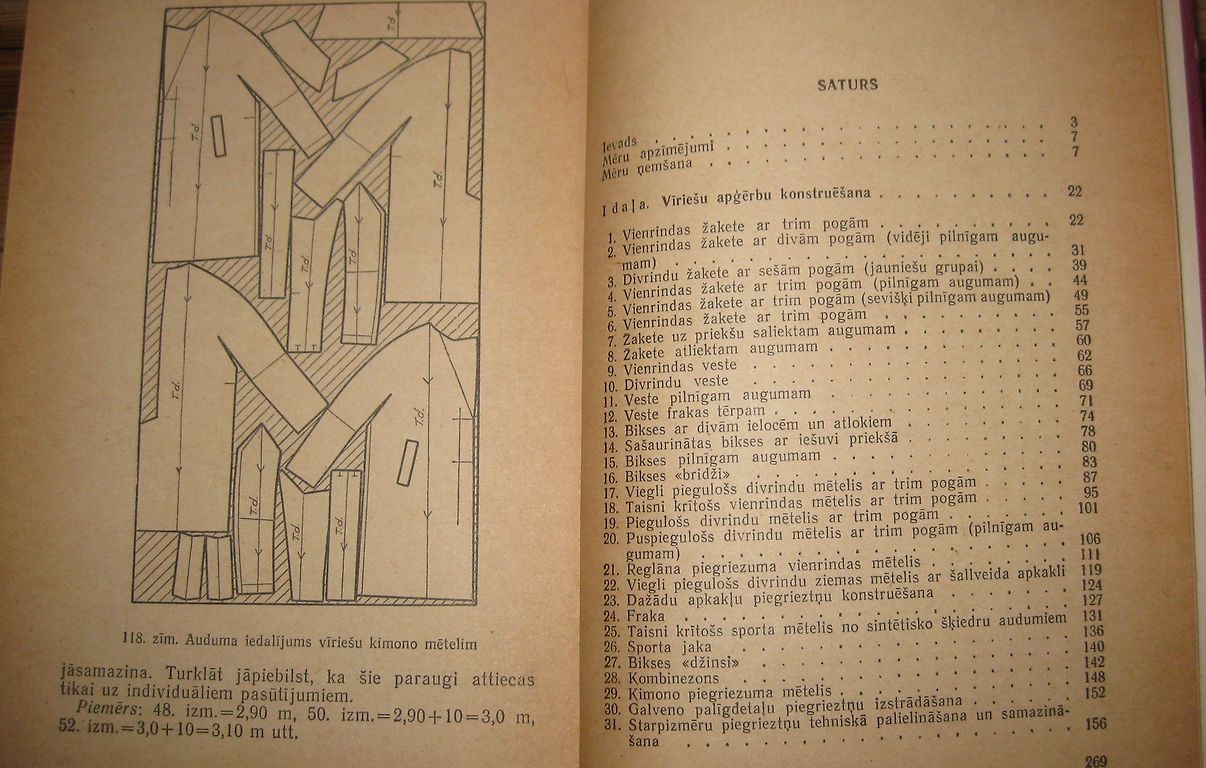 T.d.
T.d.
T.d.
T.d.
T.d.
T.d.
T.d.
T.d.
T.d.
T.d.
T.d.
118. zīm. Auduma iedalījums vīriešu kimono mētelim
jāsamazina. Turklāt jāpiebilst, ka šie paraugi attiecas
tikai uz individuāliem pasūtījumiem.
Piemērs: 48. izm.=2,90 m, 50. izm.=2,90+10=3,0 m,
52. izm.=3,0+10=3,10 m utt.
SATURS
Ievads . . . . . 3
Mēru apzīmējumi . . . . . 7
Mēru ņemšana . . . . . 7
I daļa. Vīriešu apģērbu konstruēšana . . . . . 22
1. Vienrindas žakete ar trim pogām . . . . . 22
2. Vienrindas žakete ar divām pogām (vidēji pilnīgam augu-
mam) . . . . . 31
3. Divrindu žakete ar sešām pogām (jauniešu grupai) . . . . 39
4. Vienrindas žakete ar trim pogām (pilnīgam augumam) . . 44
5. Vienrindas žakete ar trim pogām (sevišķi pilnīgam augumam) 49
6. Vienrindas žakete ar trim pogām . . . . . 55
7. Žakete uz priekšu saliektam augumam . . . . . 57
8. Žakete atliektam augumam . . . . . 60
9. Vienrindas veste . . . . . 62
10. Divrindu veste . . . . . 66
11. Veste pilnīgam augumam . . . . . 69
12. Veste frakas tērpam . . . . . 71
13. Bikses ar divām ielocēm un atlokiem . . . . . 74
14. Sašaurinātas bikses ar iešuvi priekšā . . . . . 78
15. Bikses pilnīgam augumam . . . . . 80
16. Bikses «bridži» . . . . . 83
17. Viegli piegulošs divrindu mētelis ar trim pogām . . . . . 87
18. Taisni krītošs vienrindas mētelis ar trim pogām . . . . . 95
19. Piegulošs divrindu mētelis ar trim pogām . . . . . 101
20. Puspiegulošs divrindu mētelis ar trim pogām (pilnīgam au-
gumam) . . . . . 106
21. Reglāna piegriezuma vienrindas mētelis . . . . . 111
22. Viegli piegulošs divrindu ziemas mētelis ar šallveida apkakli 119
23. Dažādu apkakļu piegrieztņu konstruēšana . . . . . 124
24. Fraka . . . . . 127
25. Taisni krītošs sporta mētelis no sintētisko šķiedru audumiem 131
26. Sporta jaka . . . . . 136
27. Bikses «džinsi» . . . . . 140
28. Kombinezons . . . . . 142
29. Kimono piegriezuma mētelis . . . . . 148
30. Galveno palīgdetaļu piegrieztņu izstrādāšana . . . . . 152
31. Starpizmēru piegrieztņu tehniskā palielināšana un samazinā-
šana . . . . . 156
269